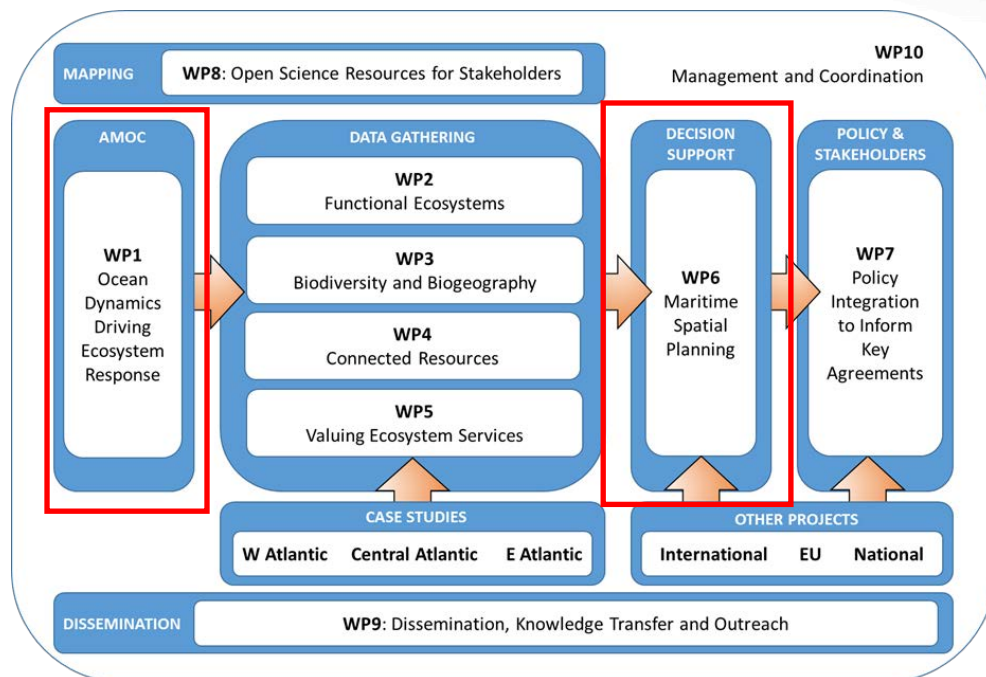 MAPPING
WP8: Open Science Resources for Stakeholders
WP10
Management and Coordination
AMOC
WP1
Ocean
Dynamics
Driving
Ecosystem
Response
DATA GATHERING
WP2
Functional Ecosystems
WP3
Biodiversity and Biogeography
WP4
Connected Resources
WP5
Valuing Ecosystem Services
DECISION
SUPPORT
WP6
Maritime
Spatial
Planning
POLICY &
STAKEHOLDERS
WP7
Policy
Integration
to Inform
Key
Agreements
CASE STUDIES
W Atlantic Central Atlantic E Atlantic
OTHER PROJECTS
International EU National
DISSEMINATION
WP9: Dissemination, Knowledge Transfer and Outreach